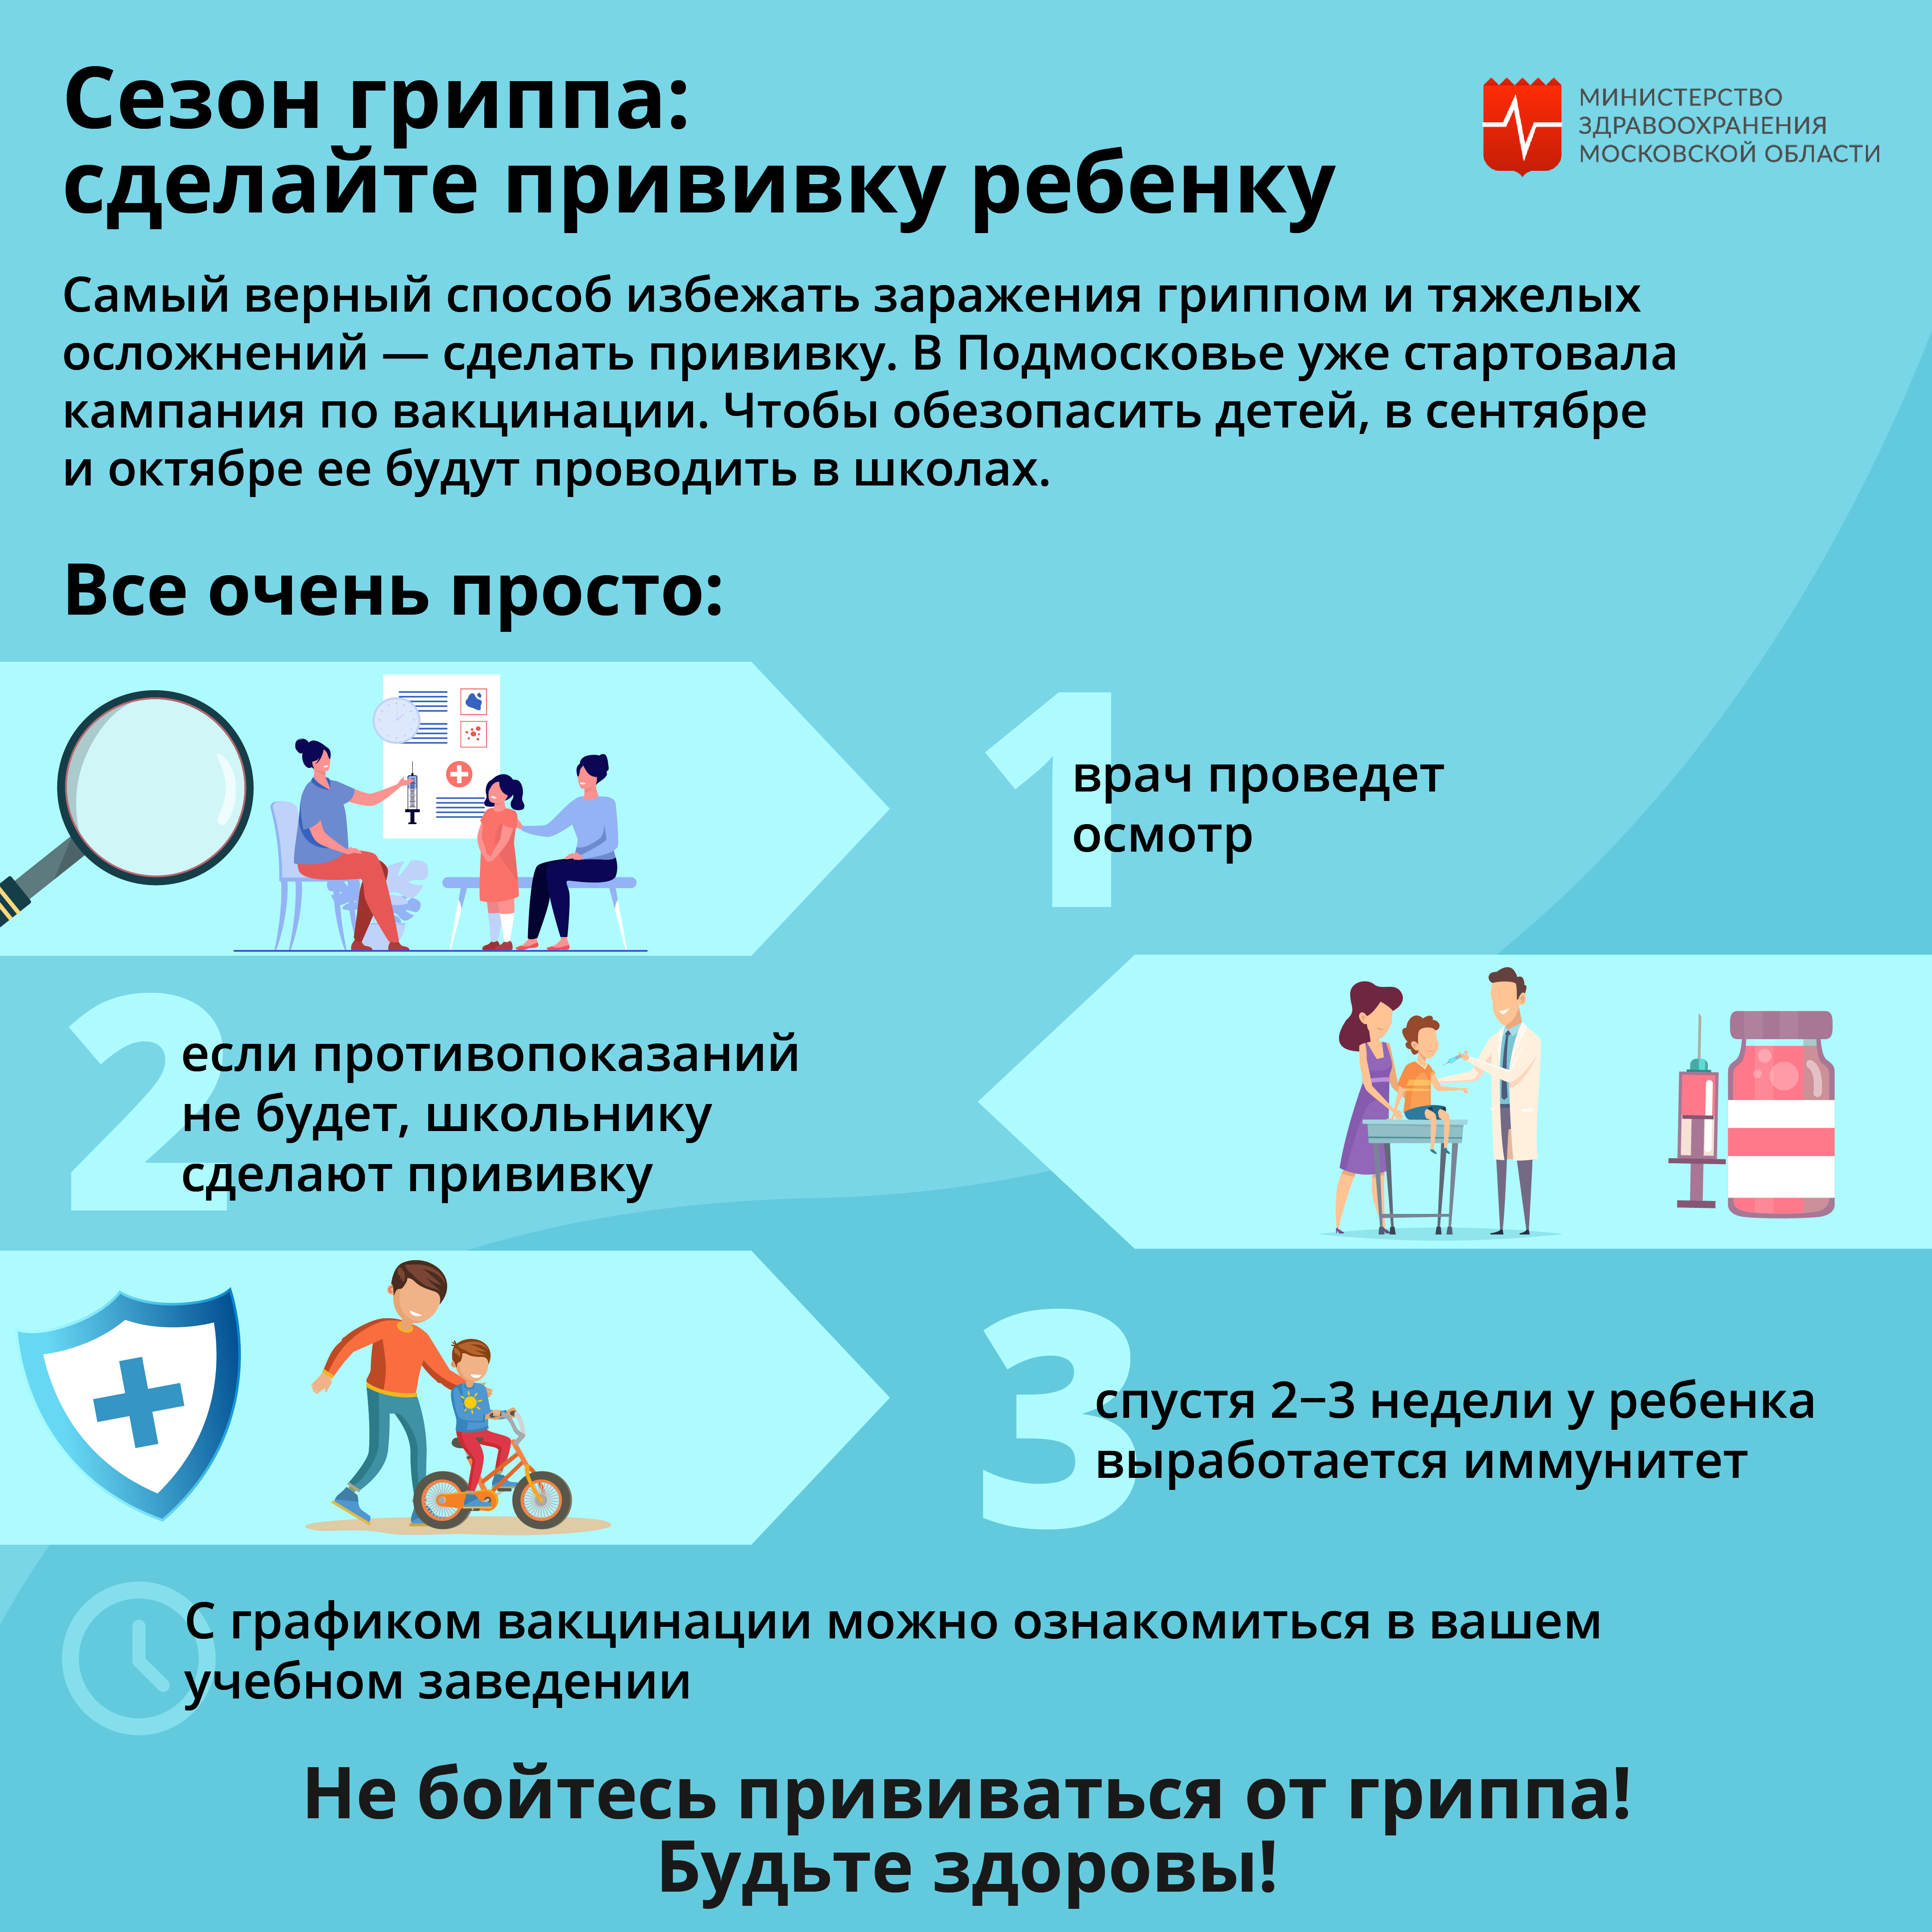 Сезон гриппа:
сделайте прививку ребенку
МИНИСТЕРСТВО
ЗДРАВООХРАНЕНИЯ
МОСКОВСКОЙ ОБЛАСТИ
Самый верный способ избежать заражения гриппом и тяжелых
осложнений — сделать прививку. В Подмосковье уже стартовала
кампания по вакцинации. Чтобы обезопасить детей, в сентябре
и октябре ее будут проводить в школах.
Все очень просто:
1
врач проведет
осмотр
2
если противопоказаний
не будет, школьнику
сделают прививку
3
спустя 2–3 недели у ребенка
выработается иммунитет
С графиком вакцинации можно ознакомиться в вашем
учебном заведении
Не бойтесь прививаться от гриппа!
Будьте здоровы!